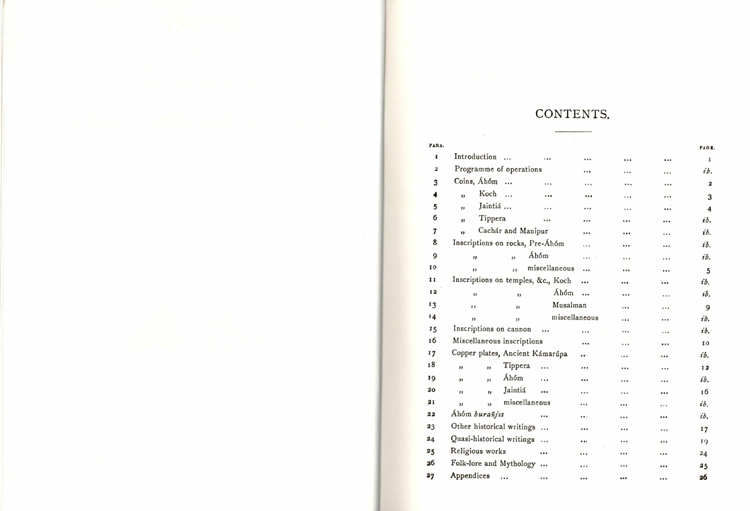 CONTENTS.
PARA. PAGE.
1 Introduction ... ... ... ... ... 1
2 Programme of operations ... ... ... ib.
3 Coins, Áhóm ... ... ... ... ... 2
4 „ Koch ... ... ... ... ... 3
5 „ Jaintiá ... ... ... ... ... 4
6 „ Tippera ... ... ... ... ib.
7 „ Cachár and Manipur ... ... ... ib.
8 Inscriptions on rocks, Pre-Áhóm ... ... ... ib.
9 „ „ Áhóm ... ... ... ib.
10 „ „ miscellaneous ... ... ... 5
11 Inscriptions on temples, &c., Koch ... ... ... ib.
12 „ „ Áhóm ... ... ... ib.
13 „ „ Musalman ... ... ... 9
14 „ „ miscellaneous ... ... ib.
15 Inscriptions on cannon ... ... ... ... ib.
16 Miscellaneous inscriptions ... ... ... 10
17 Copper plates, Ancient Kámarúpa ... ... ... ib.
18 „ „ Tippera ... ... ... ... 12
19 „ „ Áhóm ... ... ... ... ib.
20 „ „ Jaintiá ... ... ... ... 16
21 „ „ miscellaneous ... ... ... ib.
22 Áhóm burañjis ... ... ... ... ib.
23 Other historical writings ... ... ... ... 17
24 Quasi-historical writings ... ... ... ... 19
25 Religious works ... ... ... ... 24
26 Folk-lore and Mythology ... ... ... ... 25
27 Appendices ... ... ... ... ... 26